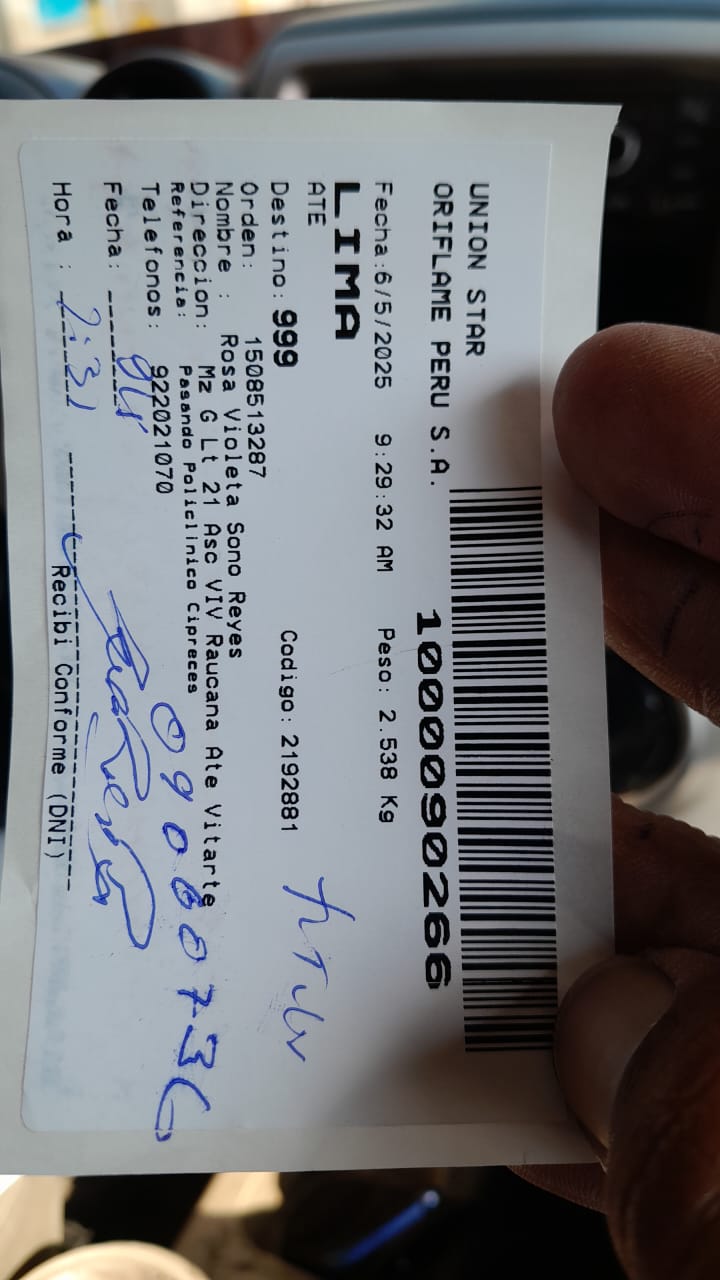 UNION STAR
ORIFLAME PERU S.A.
1000090266
Fecha:6/5/2025 9:29:32 AM Peso: 2.538 Kg
LIMA
ATE
Destino: 999 Codigo: 2192881
Orden: 1508513287
Nombre : Rosa Violeta Sono Reyes
Direccion: Mz G Lt 21 Asc VIV Raucana Ate Vitarte
Referencia: Pasando Policlinico Cipreces
Telefonos: 922021070
Fecha:
Hora : 2:31
Recibi Conforme (DNI)